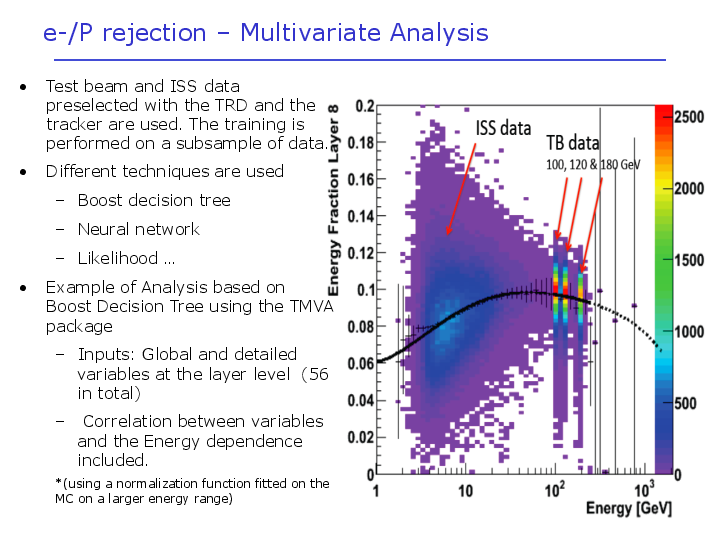 e-/P rejection – Multivariate Analysis
• Test beam and ISS data
preselected with the TRD and the
tracker are used. The training is
performed on a subsample of data.
• Different techniques are used
– Boost decision tree
– Neural network
– Likelihood …
• Example of Analysis based on
Boost Decision Tree using the TMVA
package
– Inputs: Global and detailed
variables at the layer level (56
in total)
– Correlation between variables
and the Energy dependence
included.
*(using a normalization function fitted on the
MC on a larger energy range)
Energy Fraction Layer 8
0.2
0.18
0.16
0.14
0.12
0.1
0.08
0.06
0.04
0.02
0
ISS data
TB data
100, 120 & 180 GeV
2500
2000
1500
1000
500
0
1
10
10²
10³
Energy [GeV]